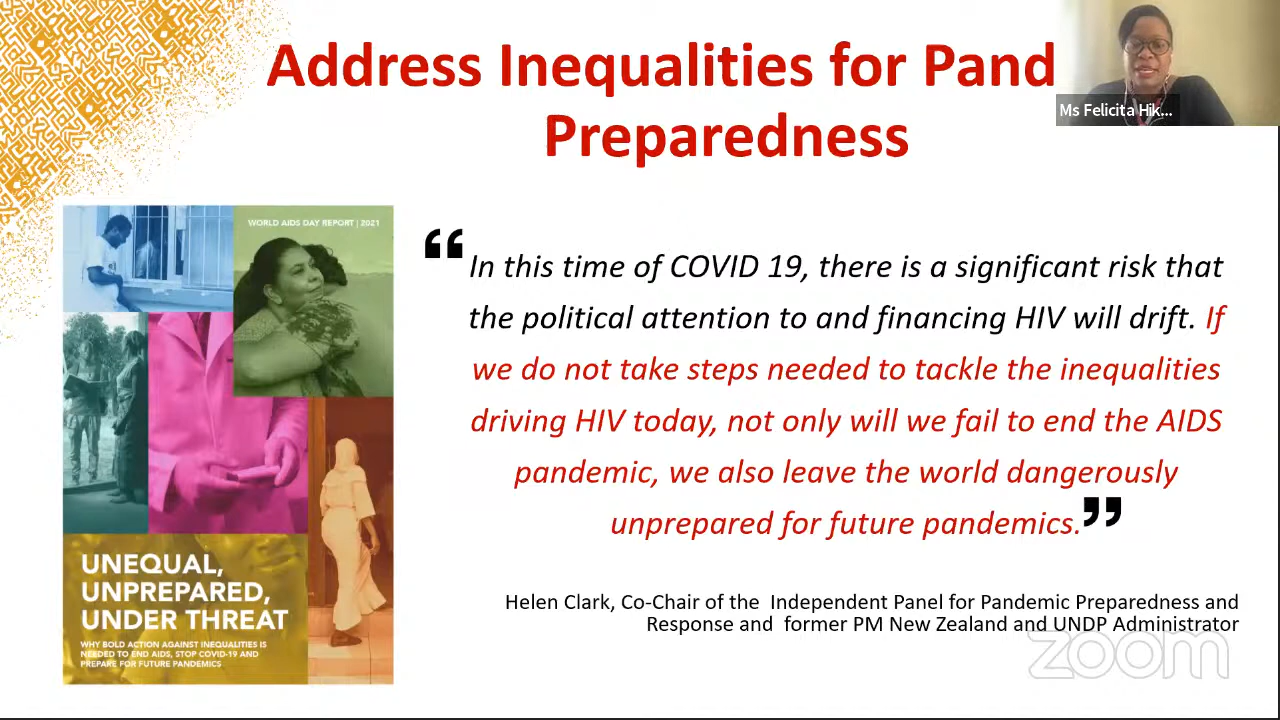 Address Inequalities for Pand
Preparedness
Ms Felicita Hik...
WORLD AIDS DAY REPORT | 2021
UNEQUAL,
UNPREPARED,
UNDER THREAT
WHY BOLD ACTION AGAINST INEQUALITIES IS
NEEDED TO END AIDS, STOP COVID-19 AND
PREPARE FOR FUTURE PANDEMICS
“In this time of COVID 19, there is a significant risk that
the political attention to and financing HIV will drift. If
we do not take steps needed to tackle the inequalities
driving HIV today, not only will we fail to end the AIDS
pandemic, we also leave the world dangerously
unprepared for future pandemics.”
Helen Clark, Co-Chair of the Independent Panel for Pandemic Preparedness and
Response and former PM New Zealand and UNDP Administrator
zoom